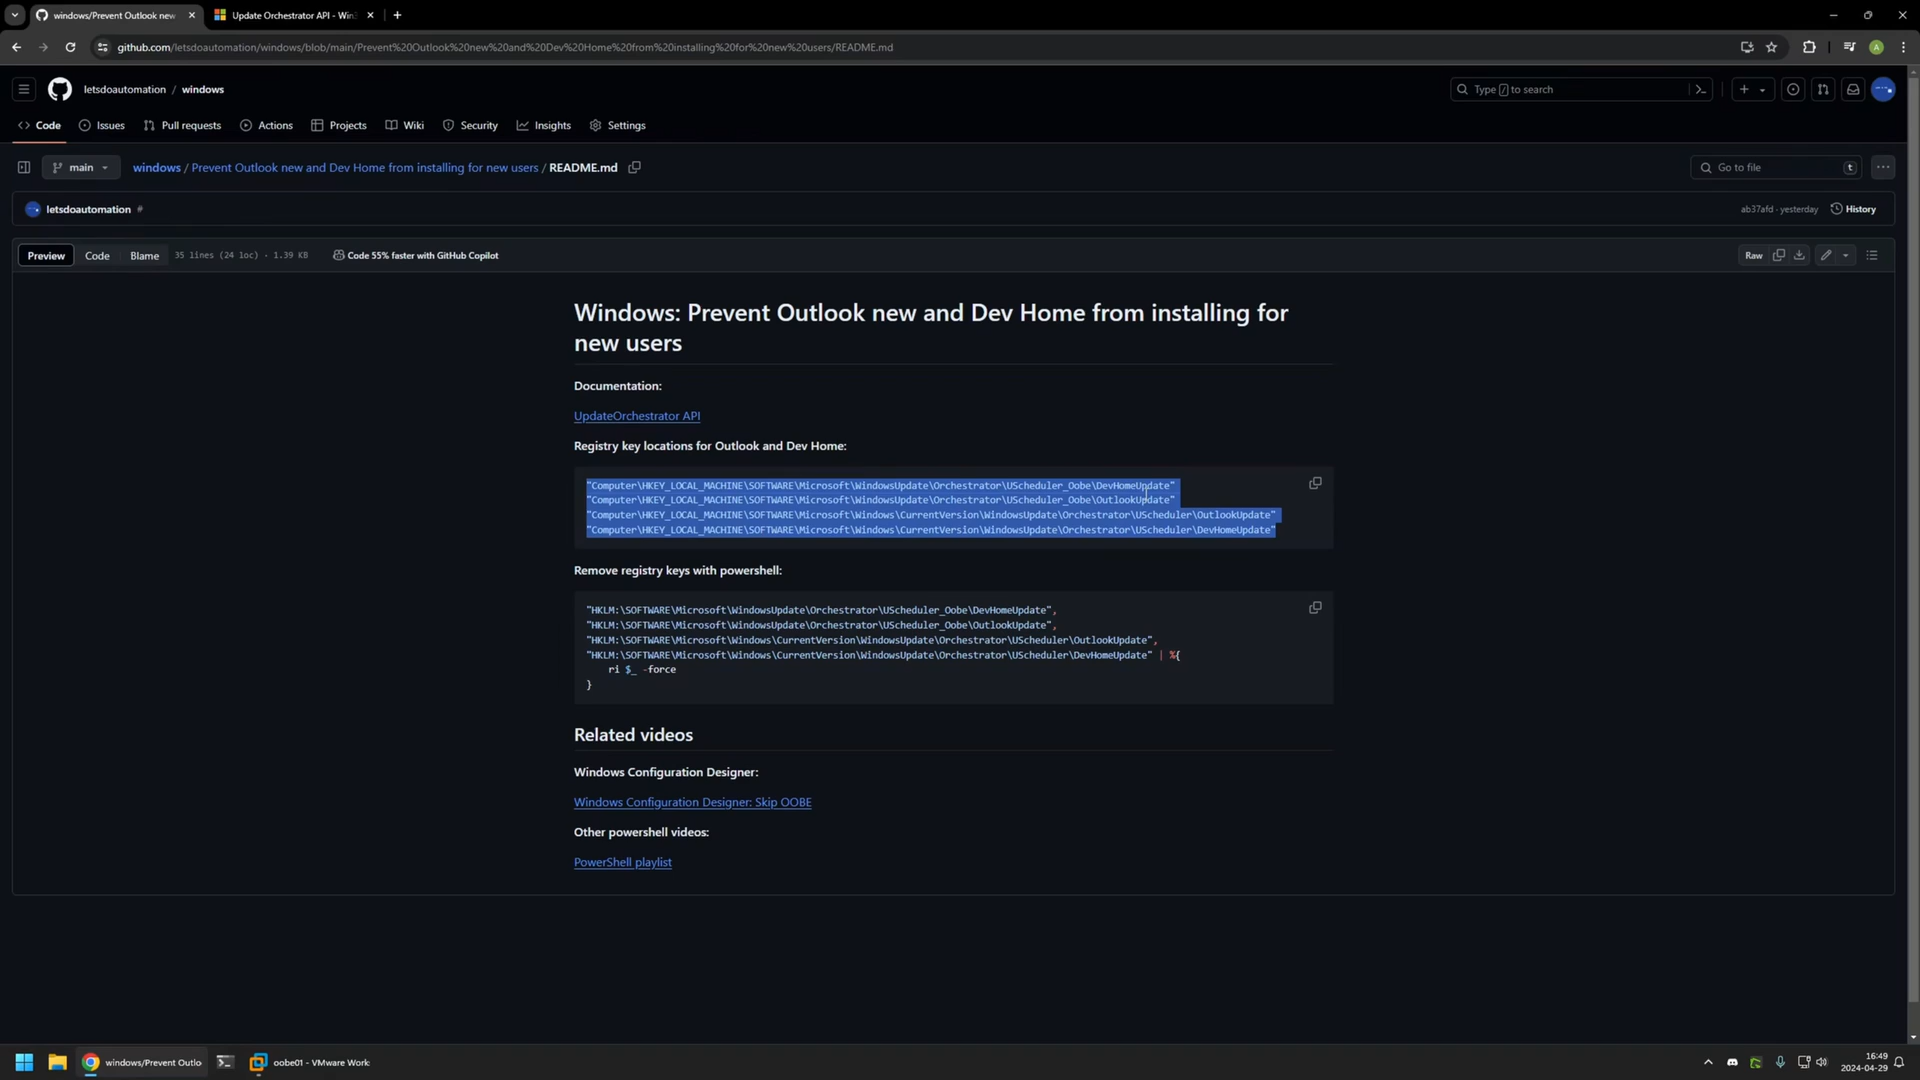 windows/Prevent Outlook new
Update Orchestrator API - Win
github.com/letsdoautomation/windows/blob/main/Prevent%20Outlook%20new%20and%20Dev%20Home%20from%20installing%20for%20new%20users/README.md
A
letsdoautomation / windows
Type / to search
Code
Issues
Pull requests
Actions
Projects
Wiki
Security
Insights
Settings
main
windows / Prevent Outlook new and Dev Home from installing for new users / README.md
Go to file
t
letsdoautomation #
ab37afd · yesterday
History
Preview
Code
Blame
35 lines (24 loc) · 1.39 KB
Code 55% faster with GitHub Copilot
Raw
Windows: Prevent Outlook new and Dev Home from installing for
new users
Documentation:
UpdateOrchestrator API
Registry key locations for Outlook and Dev Home:
"Computer\HKEY_LOCAL_MACHINE\SOFTWARE\Microsoft\WindowsUpdate\Orchestrator\UScheduler_Oobe\DevHomeUpdate"
"Computer\HKEY_LOCAL_MACHINE\SOFTWARE\Microsoft\WindowsUpdate\Orchestrator\UScheduler_Oobe\OutlookUpdate"
"Computer\HKEY_LOCAL_MACHINE\SOFTWARE\Microsoft\Windows\CurrentVersion\WindowsUpdate\Orchestrator\UScheduler\OutlookUpdate"
"Computer\HKEY_LOCAL_MACHINE\SOFTWARE\Microsoft\Windows\CurrentVersion\WindowsUpdate\Orchestrator\UScheduler\DevHomeUpdate"
Remove registry keys with powershell:
"HKLM:\SOFTWARE\Microsoft\WindowsUpdate\Orchestrator\UScheduler_Oobe\DevHomeUpdate",
"HKLM:\SOFTWARE\Microsoft\WindowsUpdate\Orchestrator\UScheduler_Oobe\OutlookUpdate",
"HKLM:\SOFTWARE\Microsoft\Windows\CurrentVersion\WindowsUpdate\Orchestrator\UScheduler\OutlookUpdate",
"HKLM:\SOFTWARE\Microsoft\Windows\CurrentVersion\WindowsUpdate\Orchestrator\UScheduler\DevHomeUpdate" | %{
ri $_ -force
}
Related videos
Windows Configuration Designer:
Windows Configuration Designer: Skip OOBE
Other powershell videos:
PowerShell playlist
windows/Prevent Outlo
oobe01 - VMware Work
16:49
2024-04-29